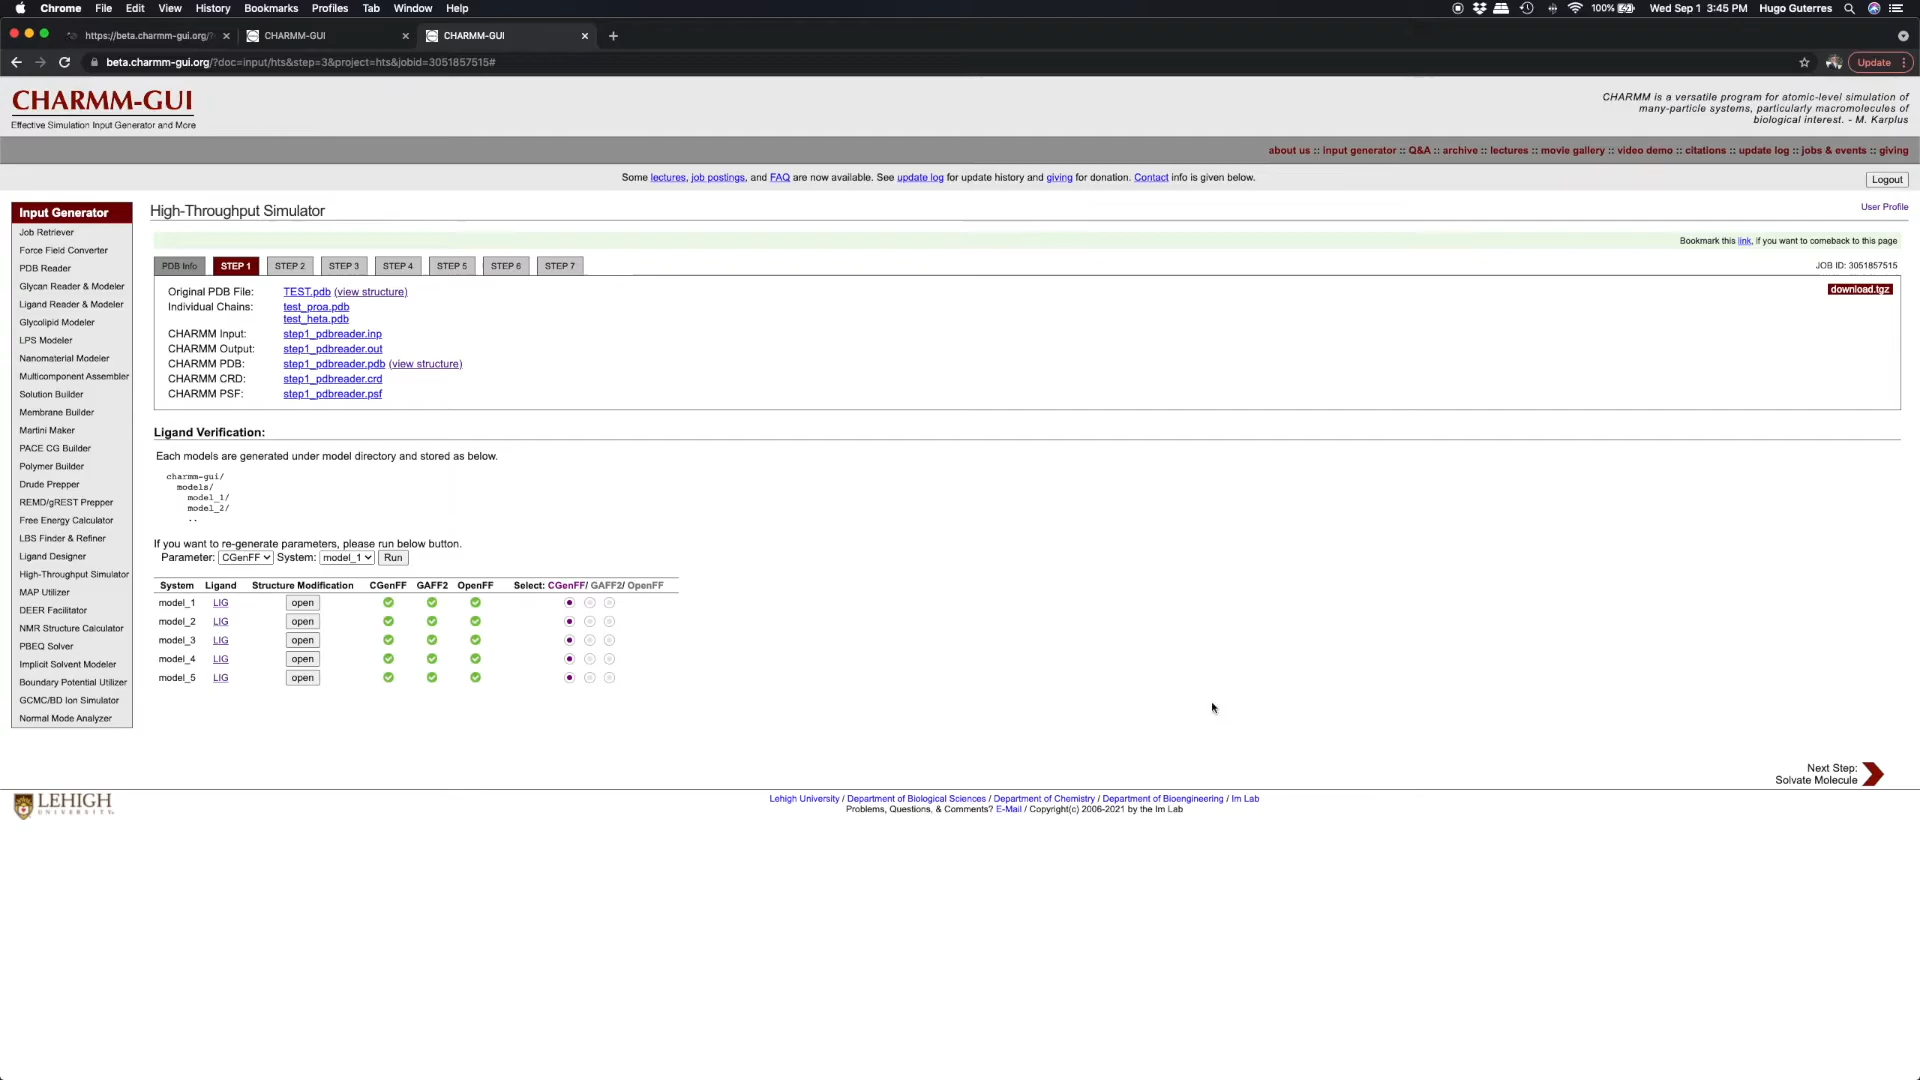 Chrome File Edit View History Bookmarks Profiles Tab Window Help 100% Wed Sep 1 3:45 PM Hugo Guterres
https://beta.charmm-gui.org/? CHARMM-GUI CHARMM-GUI
beta.charmm-gui.org/?doc=input/hts&step=3&project=hts&jobid=3051857515# Update
CHARMM-GUI
Effective Simulation Input Generator and More
CHARMM is a versatile program for atomic-level simulation of
many-particle systems, particularly macromolecules of
biological interest. - M. Karplus
about us :: input generator :: Q&A :: archive :: lectures :: movie gallery :: video demo :: citations :: update log :: jobs & events :: giving
Some lectures, job postings, and FAQ are now available. See update log for update history and giving for donation. Contact info is given below.
Logout
Input Generator
Job Retriever
Force Field Converter
PDB Reader
Glycan Reader & Modeler
Ligand Reader & Modeler
Glycolipid Modeler
LPS Modeler
Nanomaterial Modeler
Multicomponent Assembler
Solution Builder
Membrane Builder
Martini Maker
PACE CG Builder
Polymer Builder
Drude Prepper
REMD/gREST Prepper
Free Energy Calculator
LBS Finder & Refiner
Ligand Designer
High-Throughput Simulator
MAP Utilizer
DEER Facilitator
NMR Structure Calculator
PBEQ Solver
Implicit Solvent Modeler
Boundary Potential Utilizer
GCMC/BD Ion Simulator
Normal Mode Analyzer
High-Throughput Simulator
User Profile
Bookmark this link, if you want to comeback to this page
PDB Info STEP 1 STEP 2 STEP 3 STEP 4 STEP 5 STEP 6 STEP 7
JOB ID: 3051857515
download.tgz
Original PDB File: TEST.pdb (view structure)
Individual Chains: test_proa.pdb
test_heta.pdb
CHARMM Input: step1_pdbreader.inp
CHARMM Output: step1_pdbreader.out
CHARMM PDB: step1_pdbreader.pdb (view structure)
CHARMM CRD: step1_pdbreader.crd
CHARMM PSF: step1_pdbreader.psf
Ligand Verification:
Each models are generated under model directory and stored as below.
charmm-gui/
models/
model_1/
model_2/
..
If you want to re-generate parameters, please run below button.
Parameter: CGenFF System: model_1 Run
System Ligand Structure Modification CGenFF GAFF2 OpenFF Select: CGenFF/ GAFF2/ OpenFF
model_1 LIG open
model_2 LIG open
model_3 LIG open
model_4 LIG open
model_5 LIG open
Next Step:
Solvate Molecule
LEHIGH
UNIVERSITY
Lehigh University / Department of Biological Sciences / Department of Chemistry / Department of Bioengineering / Im Lab
Problems, Questions, & Comments? E-Mail / Copyright(c) 2006-2021 by the Im Lab